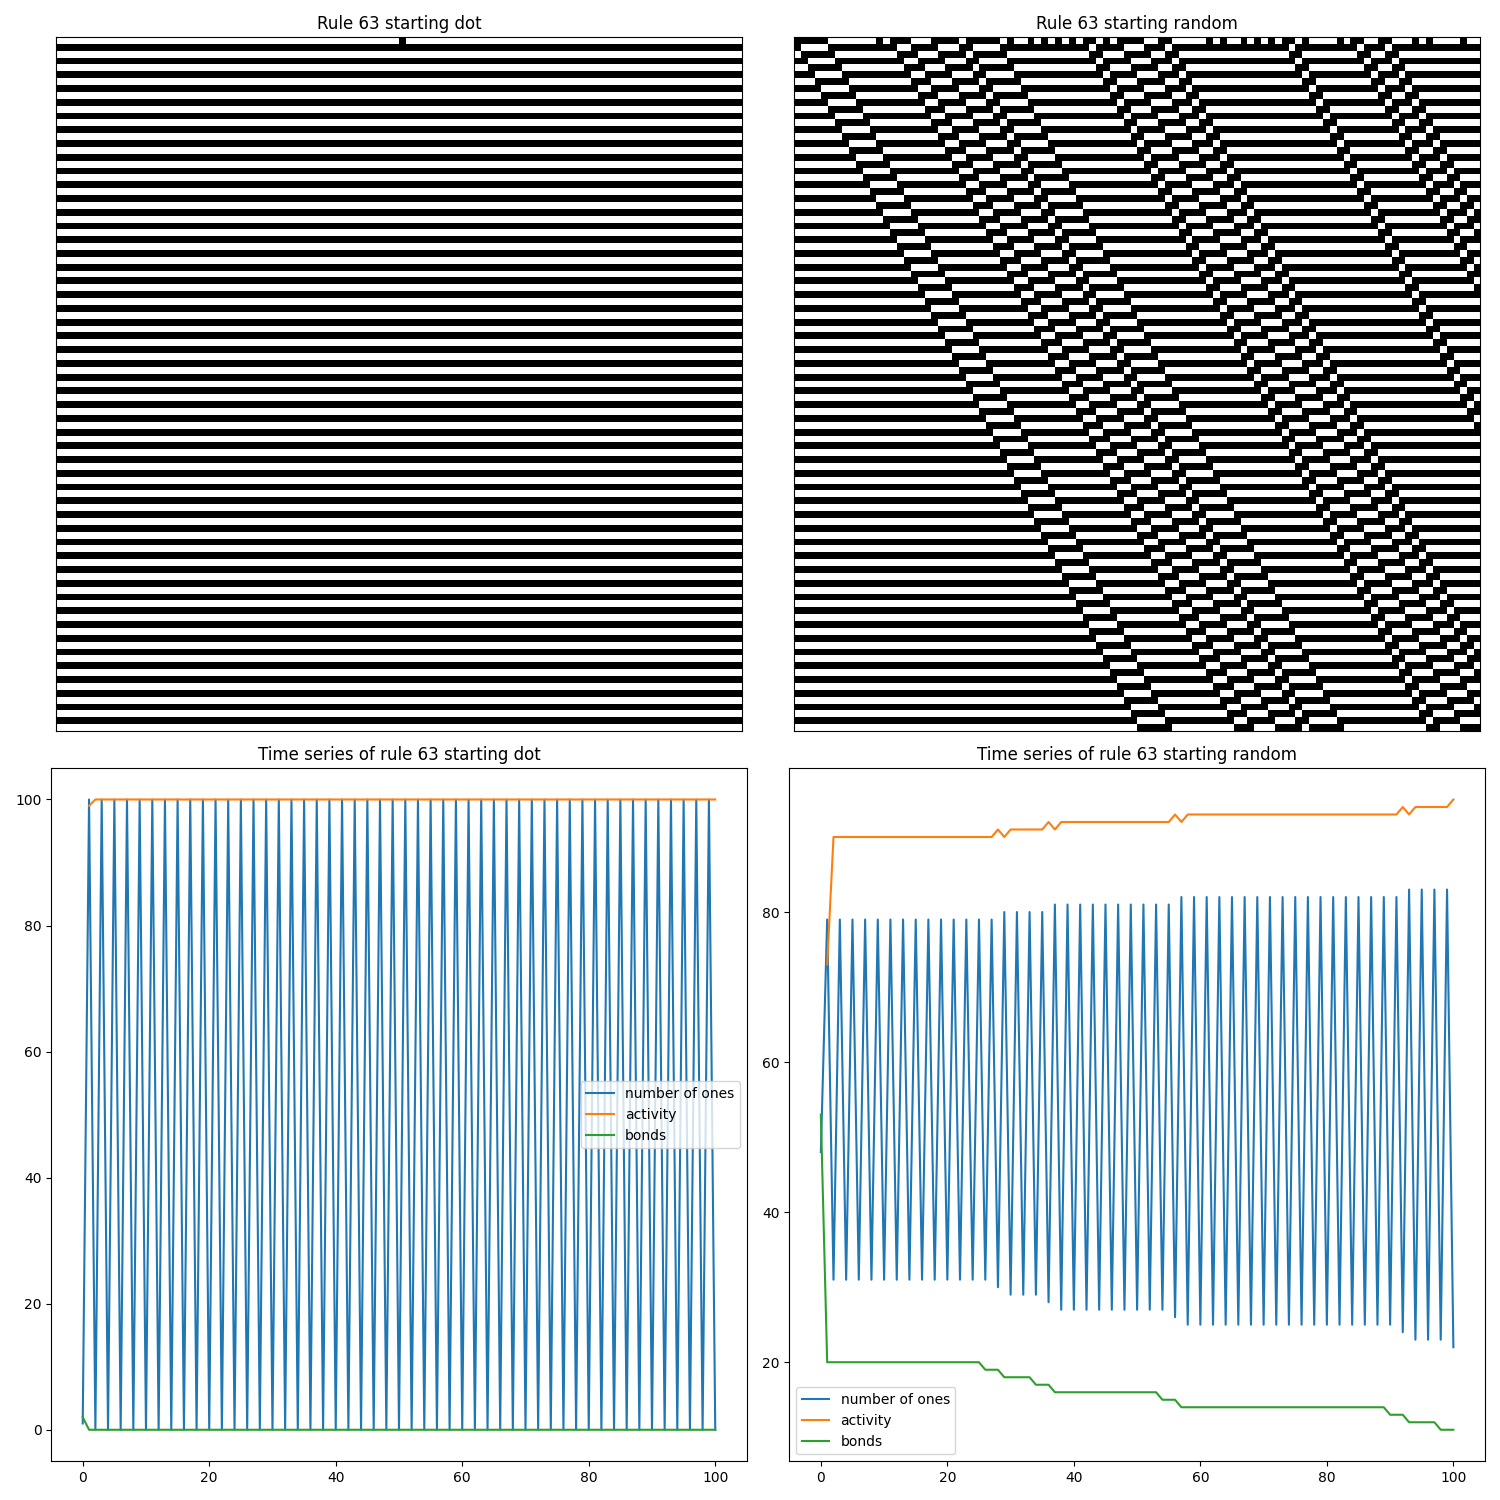 Rule 63 starting dot
Rule 63 starting random
Time series of rule 63 starting dot
100
80
60
40
20
0
number of ones
activity
bonds
0 20 40 60 80 100
Time series of rule 63 starting random
80
60
40
20
number of ones
activity
bonds
0 20 40 60 80 100